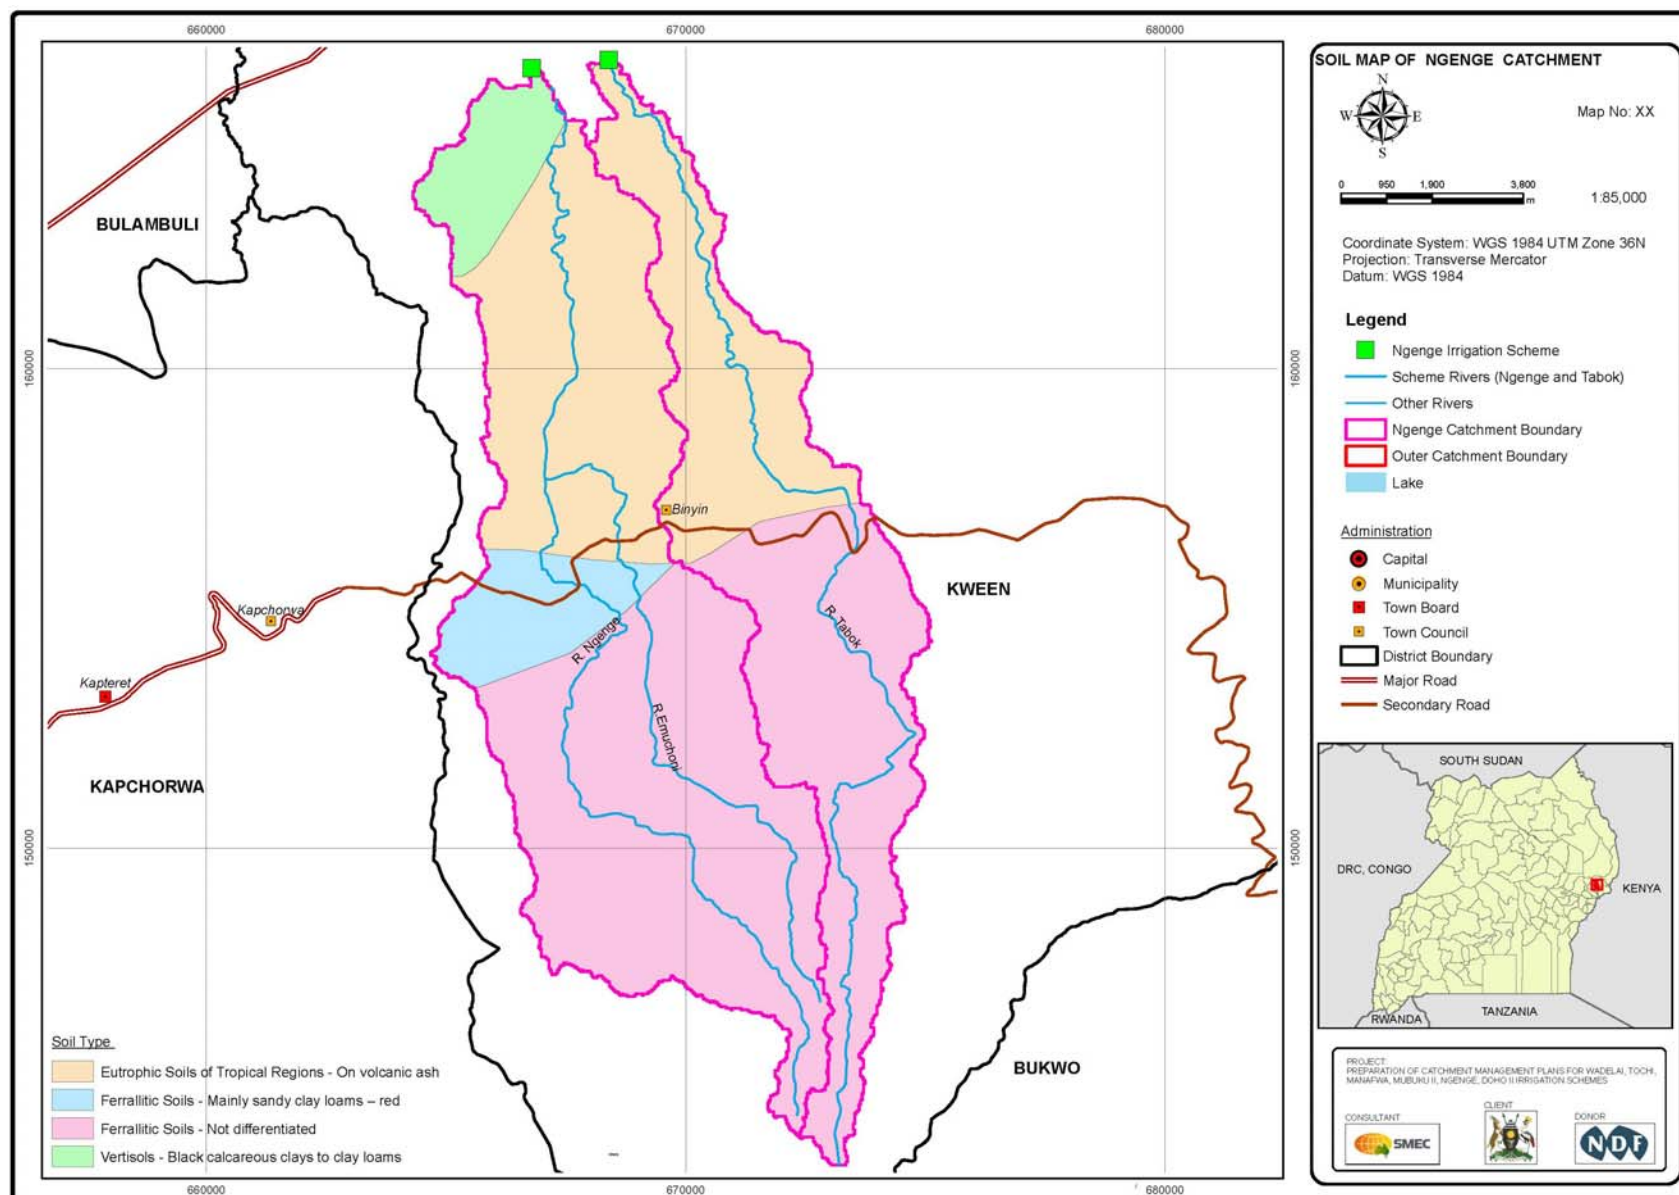 660000
670000
680000
160000
150000
160000
150000
660000
670000
680000
BULAMBULI
Binyin
KWEEN
Kapchorwa
R. Ngenge
R. Tabok
Kapteret
R.Emuchoni
KAPCHORWA
BUKWO
Soil Type
Eutrophic Soils of Tropical Regions - On volcanic ash
Ferrallitic Soils - Mainly sandy clay loams – red
Ferrallitic Soils - Not differentiated
Vertisols - Black calcareous clays to clay loams
SOIL MAP OF NGENGE CATCHMENT
N
W E
S
Map No: XX
0 950 1,900 3,800
m
1:85,000
Coordinate System: WGS 1984 UTM Zone 36N
Projection: Transverse Mercator
Datum: WGS 1984
Legend
Ngenge Irrigation Scheme
Scheme Rivers (Ngenge and Tabok)
Other Rivers
Ngenge Catchment Boundary
Outer Catchment Boundary
Lake
Administration
Capital
Municipality
Town Board
Town Council
District Boundary
Major Road
Secondary Road
SOUTH SUDAN
DRC, CONGO
KENYA
TANZANIA
RWANDA
PROJECT:
PREPARATION OF CATCHMENT MANAGEMENT PLANS FOR WADELAI, TOCHI,
MANAFWA, MUBUKU II, NGENGE, DOHO II IRRIGATION SCHEMES
CONSULTANT
CLIENT
DONOR
SMEC
NDF